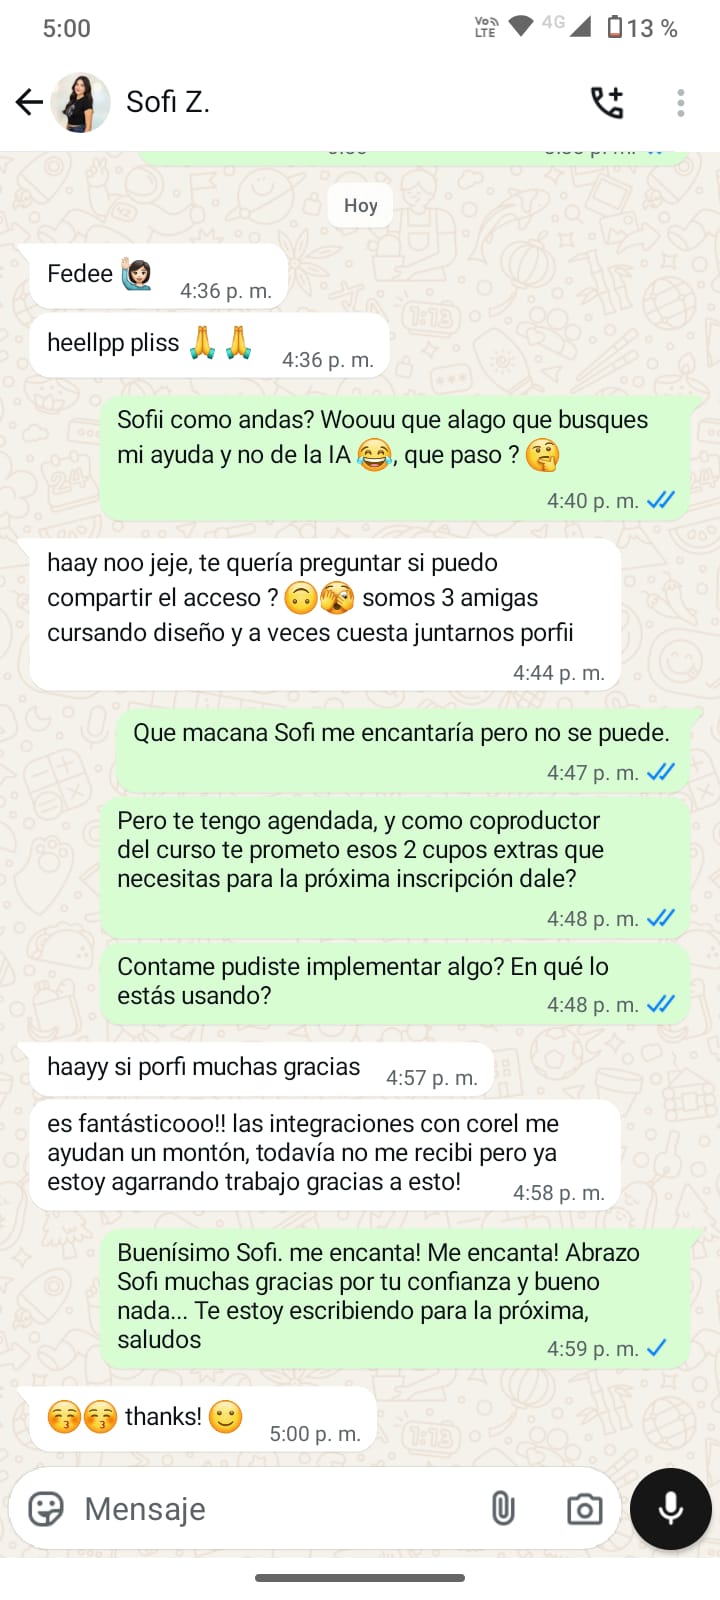 5:00
Vo LTE 4G 13 %
Sofi Z.
Hoy
Fedee
4:36 p. m.
heellpp pliss
4:36 p. m.
Sofii como andas? Woouu que alago que busques
mi ayuda y no de la IA , que paso ?
4:40 p. m.
haay noo jeje, te quería preguntar si puedo
compartir el acceso ? somos 3 amigas
cursando diseño y a veces cuesta juntarnos porfii
4:44 p. m.
Que macana Sofi me encantaría pero no se puede.
4:47 p. m.
Pero te tengo agendada, y como coproductor
del curso te prometo esos 2 cupos extras que
necesitas para la próxima inscripción dale?
4:48 p. m.
Contame pudiste implementar algo? En qué lo
estás usando?
4:48 p. m.
haayy si porfi muchas gracias
4:57 p. m.
es fantásticooo!! las integraciones con corel me
ayudan un montón, todavía no me recibi pero ya
estoy agarrando trabajo gracias a esto!
4:58 p. m.
Buenísimo Sofi. me encanta! Me encanta! Abrazo
Sofi muchas gracias por tu confianza y bueno
nada... Te estoy escribiendo para la próxima,
saludos
4:59 p. m.
thanks!
5:00 p. m.
Mensaje